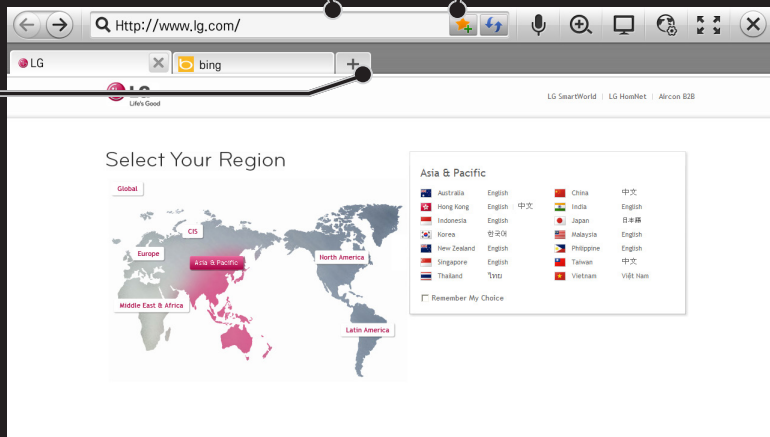 Http://www.lg.com/
LG
bing
LG
Life's Good
LG SmartWorld | LG HomNet | Aircon B2B
Select Your Region
Global
CIS
Europe
Asia & Pacific
North America
Middle East & Africa
Latin America
Asia & Pacific
Australia English China 中文
Hong Kong English 中文 India English
Indonesia English Japan 日本語
Korea 한국어 Malaysia English
New Zealand English Philippine English
Singapore English Taiwan 中文
Thailand ไทย Vietnam Việt Nam
Remember My Choice